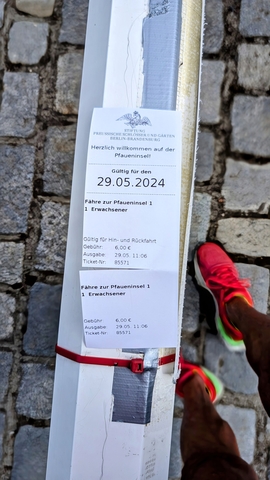 STIFTUNG
PREUSSISCHE SCHLÖSSER UND GÄRTEN
BERLIN-BRANDENBURG
Herzlich willkommen auf der
Pfaueninsel!
Gültig für den
29.05.2024
Fähre zur Pfaueninsel 1
1 Erwachsener
Gültig für Hin- und Rückfahrt
Gebühr: 6,00 €
Ausgabe: 29.05. 11:06
Ticket-Nr. 85571
Fähre zur Pfaueninsel 1
1 Erwachsener
Gebühr: 6,00 €
Ausgabe: 29.05. 11:06
Ticket-Nr. 85571